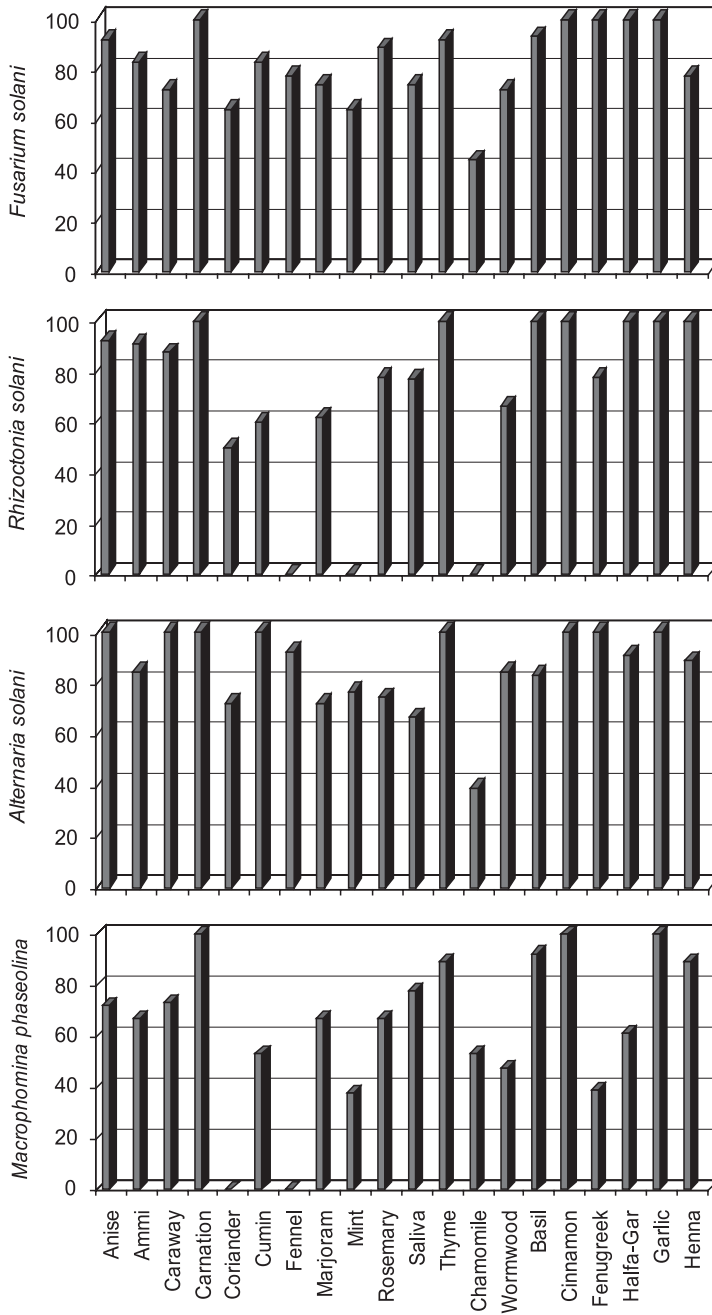 Fusarium solani
100
80
60
40
20
0
Rhizoctonia solani
100
80
60
40
20
0
Alternaria solani
100
80
60
40
20
0
Macrophomina phaseolina
100
80
60
40
20
0
Anise
Ammi
Caraway
Carnation
Coriander
Cumin
Fennel
Marjoram
Mint
Rosemary
Saliva
Thyme
Chamomile
Wormwood
Basil
Cinnamon
Fenugreek
Halfa-Gar
Garlic
Henna